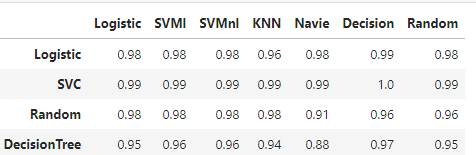 Logistic SVMl SVMnl KNN Navie Decision Random
Logistic 0.98 0.98 0.98 0.96 0.98 0.99 0.98
SVC 0.99 0.99 0.99 0.99 0.99 1.0 0.99
Random 0.98 0.98 0.98 0.98 0.91 0.96 0.96
DecisionTree 0.95 0.96 0.96 0.94 0.88 0.97 0.95